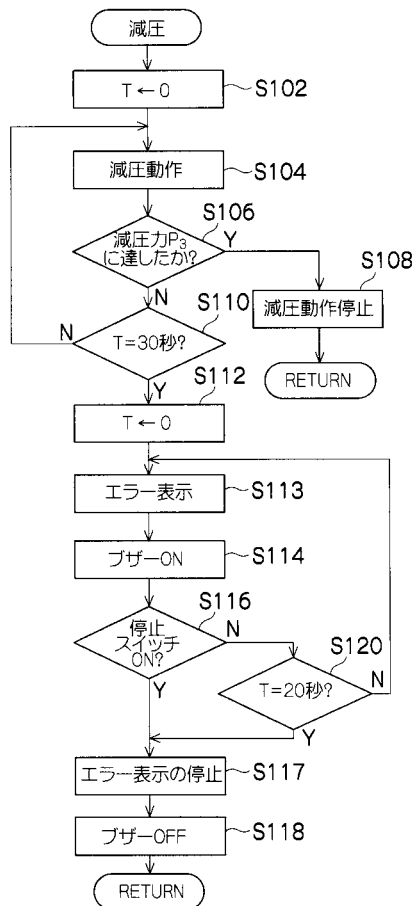 減圧
T←0
S102
減圧動作
S104
減圧力P₃
に達したか?
S106
Y
N
S108
減圧動作停止
RETURN
T=30秒?
S110
N
Y
S112
T←0
エラー表示
S113
ブザーON
S114
停止
スイッチ
ON?
S116
N
Y
T=20秒?
S120
N
Y
エラー表示の停止
S117
ブザーOFF
S118
RETURN